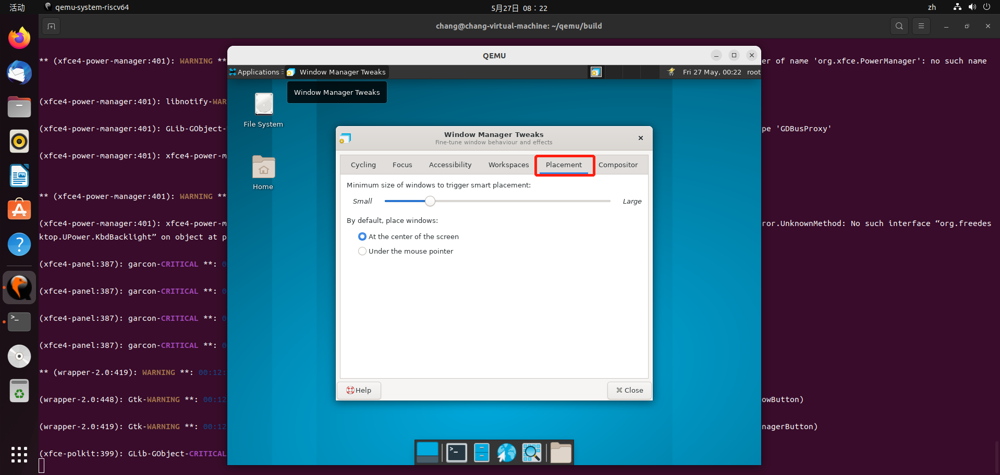 活动
qemu-system-riscv64
5月27日 08：22
zh
chang@chang-virtual-machine: ~/qemu/build
QEMU
Applications
Window Manager Tweaks
Fri 27 May, 00:22
root
Window Manager Tweaks
File System
Home
Window Manager Tweaks
Fine-tune window behaviour and effects
Cycling Focus Accessibility Workspaces Placement Compositor
Minimum size of windows to trigger smart placement:
Small Large
By default, place windows:
At the center of the screen
Under the mouse pointer
Help Close
** (xfce4-power-manager:401): WARNING ** er of name 'org.xfce.PowerManager': no such name
(xfce4-power-manager:401): libnotify-WAR
(xfce4-power-manager:401): GLib-GObject- pe 'GDBusProxy'
(xfce4-power-manager:401): xfce4-power-m
** (xfce4-power-manager:401): WARNING **
(xfce4-power-manager:401): xfce4-power-m ror.UnknownMethod: No such interface “org.freedes
ktop.UPower.KbdBacklight” on object at p
(xfce4-panel:387): garcon-CRITICAL **: 0
(xfce4-panel:387): garcon-CRITICAL **: 0
(xfce4-panel:387): garcon-CRITICAL **: 0
(xfce4-panel:387): garcon-CRITICAL **: 0
** (wrapper-2.0:419): WARNING **: 00:12:
(wrapper-2.0:448): Gtk-WARNING **: 00:12 owButton)
(wrapper-2.0:419): Gtk-WARNING **: 00:12 nagerButton)
(xfce-polkit:399): GLib-GObject-CRITICAL